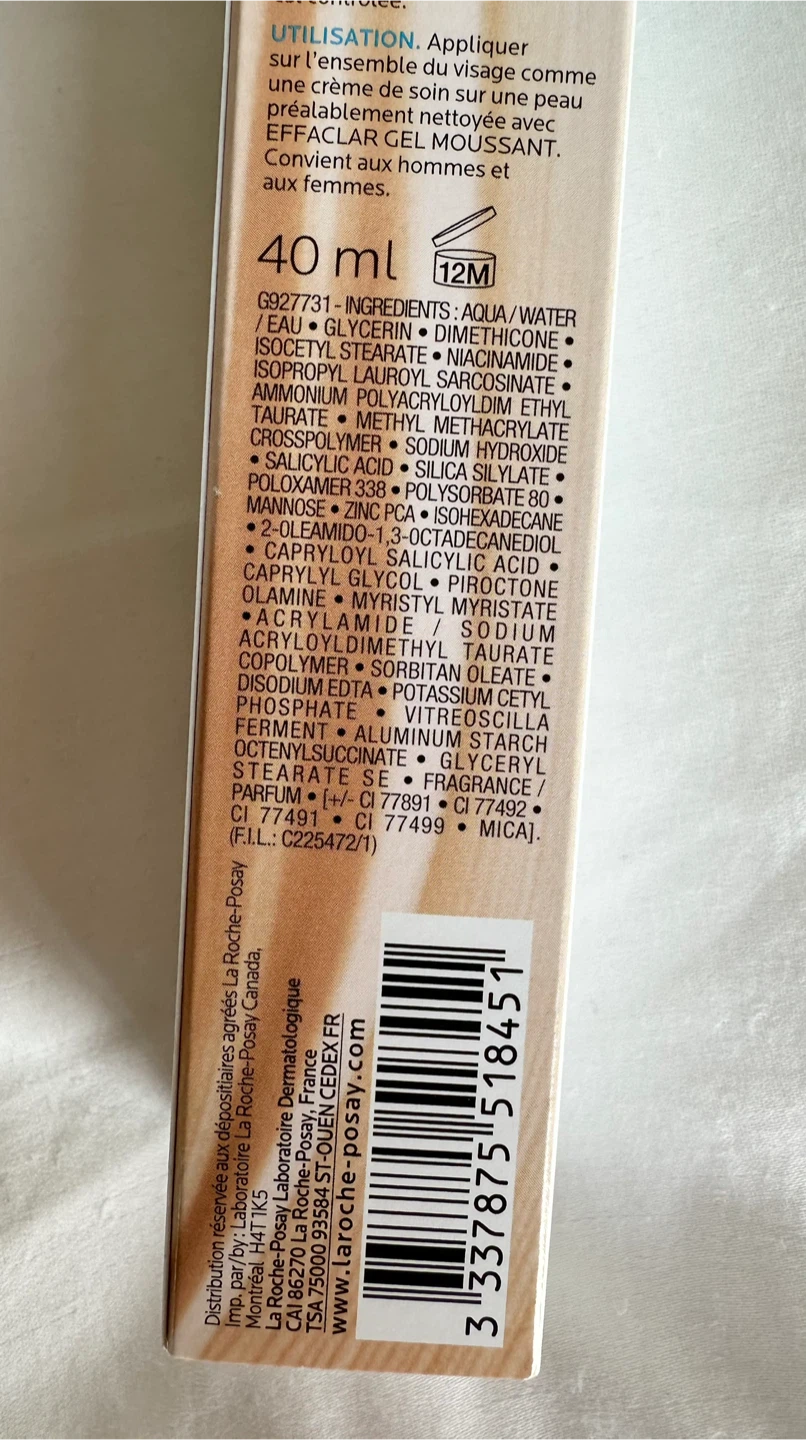 UTILISATION. Appliquer
sur l'ensemble du visage comme
une crème de soin sur une peau
préalablement nettoyée avec
EFFACLAR GEL MOUSSANT.
Convient aux hommes et
aux femmes.
40 ml
12M
G927731 - INGREDIENTS : AQUA / WATER
/ EAU • GLYCERIN • DIMETHICONE •
ISOCETYL STEARATE • NIACINAMIDE •
ISOPROPYL LAUROYL SARCOSINATE •
AMMONIUM POLYACRYLOYLDIM ETHYL
TAURATE • METHYL METHACRYLATE
CROSSPOLYMER • SODIUM HYDROXIDE
• SALICYLIC ACID • SILICA SILYLATE •
POLOXAMER 338 • POLYSORBATE 80 •
MANNOSE • ZINC PCA • ISOHEXADECANE
• 2-OLEAMIDO-1,3-OCTADECANEDIOL
• CAPRYLOYL SALICYLIC ACID •
CAPRYLYL GLYCOL • PIROCTONE
OLAMINE • MYRISTYL MYRISTATE
• ACRYLAMIDE / SODIUM
ACRYLOYLDIMETHYL TAURATE
COPOLYMER • SORBITAN OLEATE •
DISODIUM EDTA • POTASSIUM CETYL
PHOSPHATE • VITREOSCILLA
FERMENT • ALUMINUM STARCH
OCTENYLSUCCINATE • GLYCERYL
STEARATE SE • FRAGRANCE /
PARFUM • [+/- CI 77891 • CI 77492 •
CI 77491 • CI 77499 • MICA].
(F.I.L.: C225472/1)
Distribution réservée aux dépositiaires agréés La Roche-Posay
Imp. par/by: Laboratoire La Roche-Posay Canada,
Montréal H4T 1K5
La Roche-Posay Laboratoire Dermatologique
CAI 86270 La Roche-Posay, France
TSA 75000 93584 ST-OUEN CEDEX FR
www.laroche-posay.com
3 337875 518451